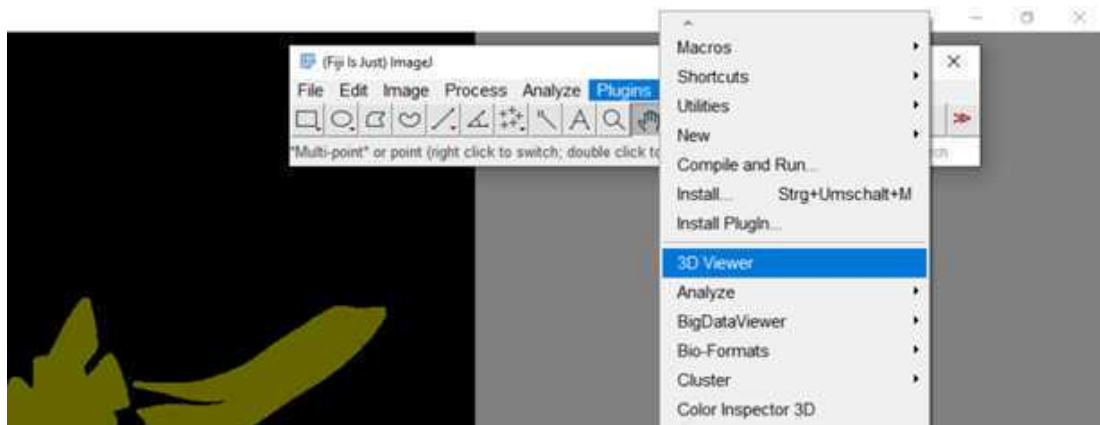 (Fiji Is Just) ImageJ
File Edit Image Process Analyze Plugins
"Multi-point" or point (right click to switch; double click to
Macros
Shortcuts
Utilities
New
Compile and Run...
Install... Strg+Umschalt+M
Install PlugIn...
3D Viewer
Analyze
BigDataViewer
Bio-Formats
Cluster
Color Inspector 3D